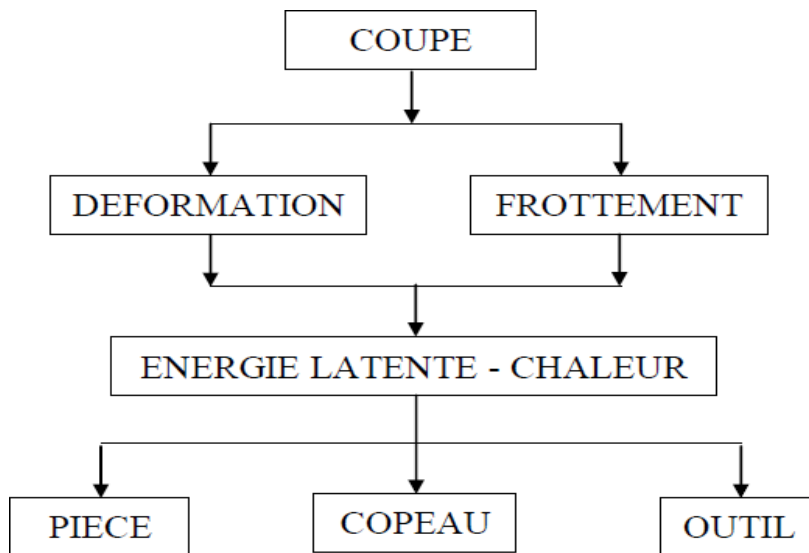 COUPE
DEFORMATION
FROTTEMENT
ENERGIE LATENTE - CHALEUR
PIECE
COPEAU
OUTIL